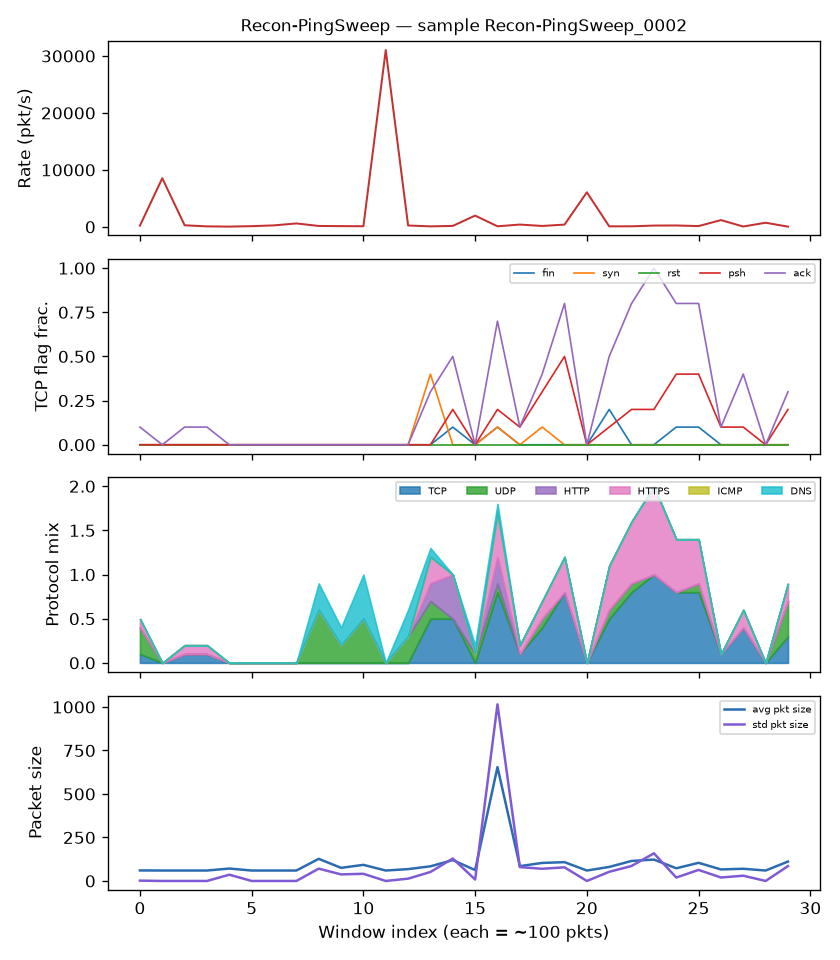 Recon-PingSweep — sample Recon-PingSweep_0002
30000
20000
10000
0
Rate (pkt/s)
fin syn rst psh ack
1.00
0.75
0.50
0.25
0.00
TCP flag frac.
TCP UDP HTTP HTTPS ICMP DNS
2.0
1.5
1.0
0.5
0.0
Protocol mix
avg pkt size
std pkt size
1000
750
500
250
0
Packet size
0 5 10 15 20 25 30
Window index (each = ~100 pkts)